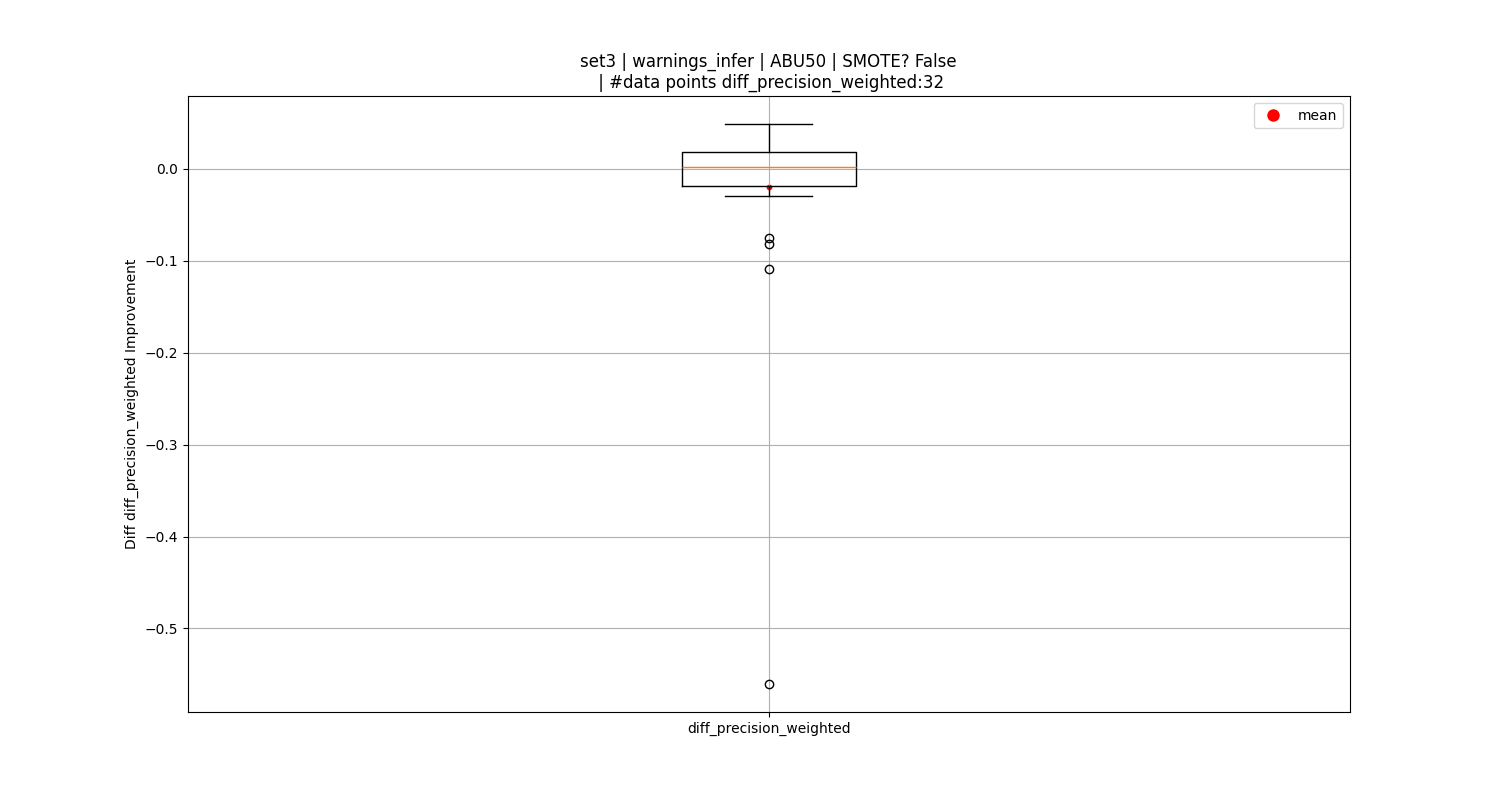 set3 | warnings_infer | ABU50 | SMOTE? False
| #data points diff_precision_weighted:32
mean
0.0
−0.1
−0.2
−0.3
−0.4
−0.5
Diff diff_precision_weighted Improvement
diff_precision_weighted